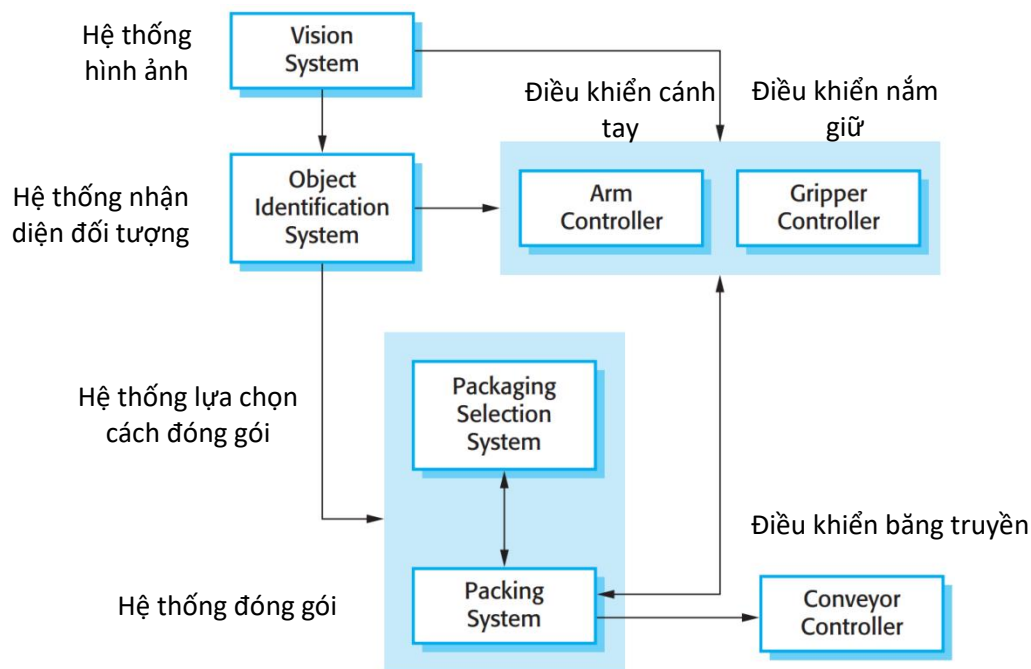 Hệ thống
hình ảnh
Vision
System
Điều khiển cánh
tay
Điều khiển nắm
giữ
Hệ thống nhận
diện đối tượng
Object
Identification
System
Arm
Controller
Gripper
Controller
Hệ thống lựa chọn
cách đóng gói
Packaging
Selection
System
Điều khiển băng truyền
Hệ thống đóng gói
Packing
System
Conveyor
Controller